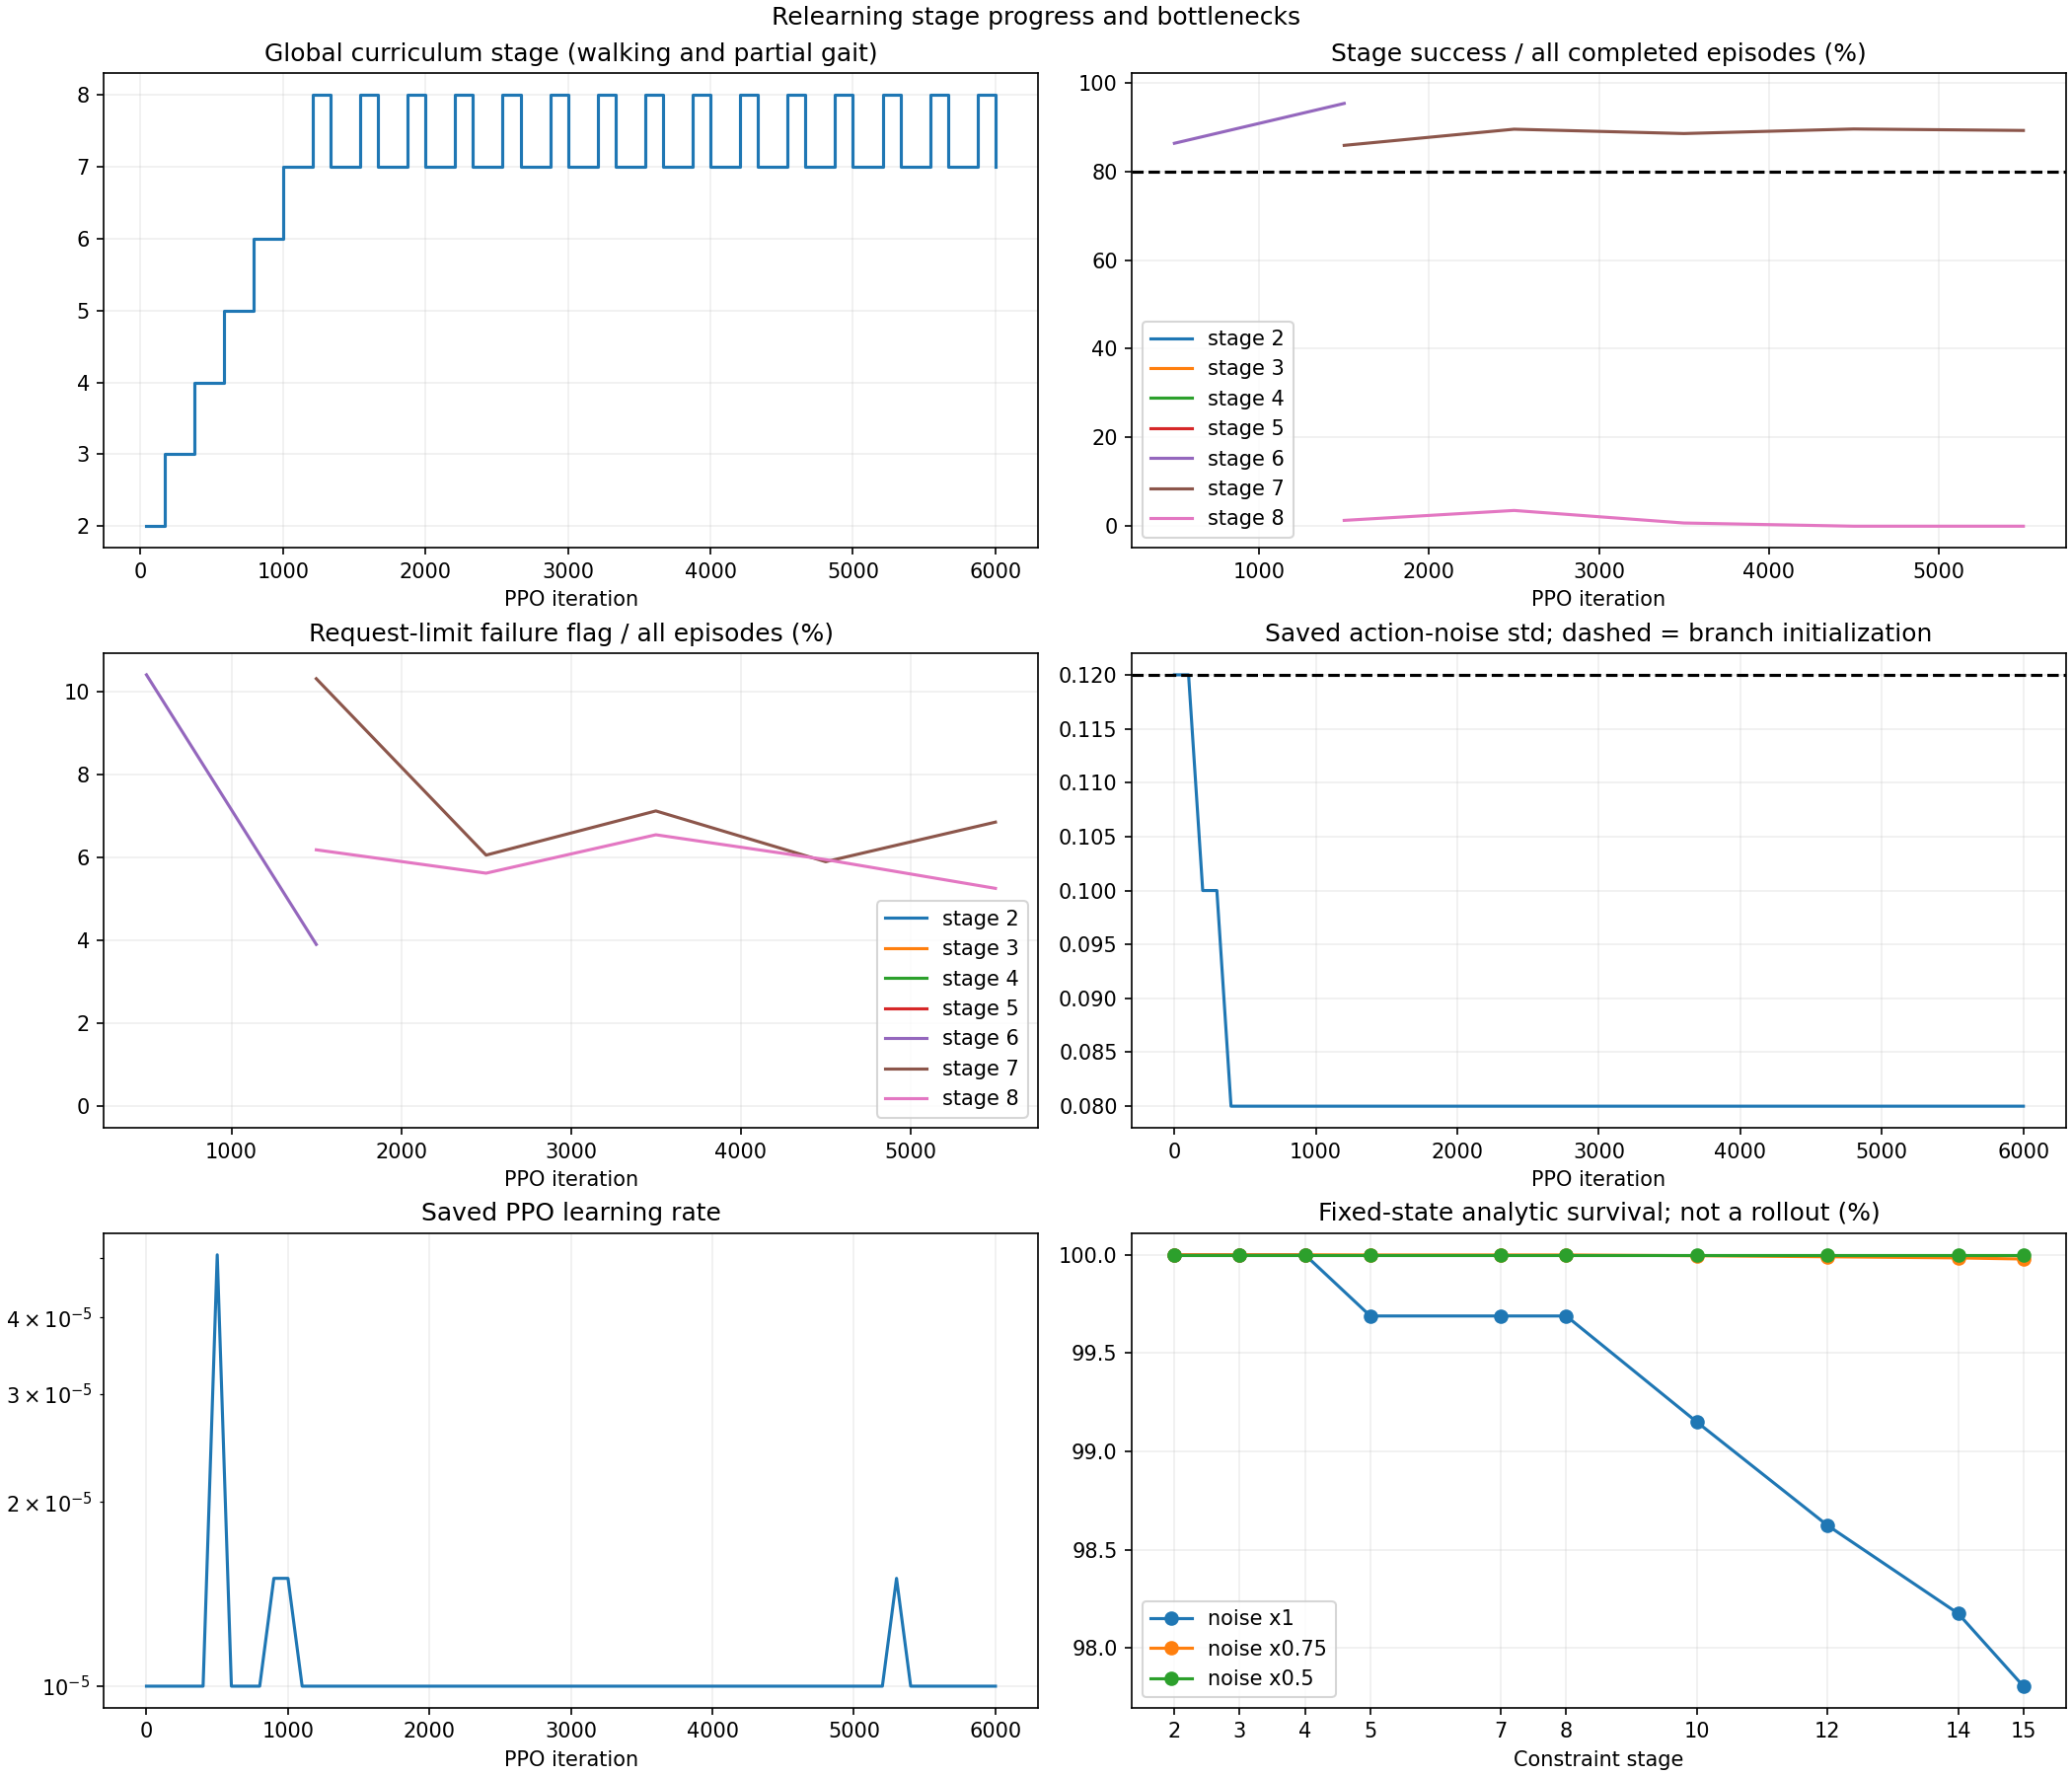 Relearning stage progress and bottlenecks
Global curriculum stage (walking and partial gait)
8
7
6
5
4
3
2
0 1000 2000 3000 4000 5000 6000
PPO iteration
Stage success / all completed episodes (%)
100
80
60
40
20
0
stage 2
stage 3
stage 4
stage 5
stage 6
stage 7
stage 8
1000 2000 3000 4000 5000
PPO iteration
Request-limit failure flag / all episodes (%)
10
8
6
4
2
0
stage 2
stage 3
stage 4
stage 5
stage 6
stage 7
stage 8
1000 2000 3000 4000 5000
PPO iteration
Saved action-noise std; dashed = branch initialization
0.120
0.115
0.110
0.105
0.100
0.095
0.090
0.085
0.080
0 1000 2000 3000 4000 5000 6000
PPO iteration
Saved PPO learning rate
4×10⁻⁵
3×10⁻⁵
2×10⁻⁵
10⁻⁵
0 1000 2000 3000 4000 5000 6000
PPO iteration
Fixed-state analytic survival; not a rollout (%)
100.0
99.5
99.0
98.5
98.0
noise x1
noise x0.75
noise x0.5
2 3 4 5 7 8 10 12 14 15
Constraint stage